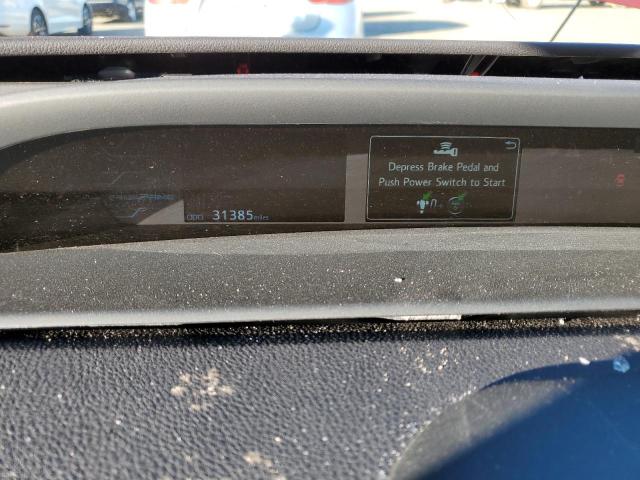 Depress Brake Pedal and
Push Power Switch to Start
ODO 31385 miles